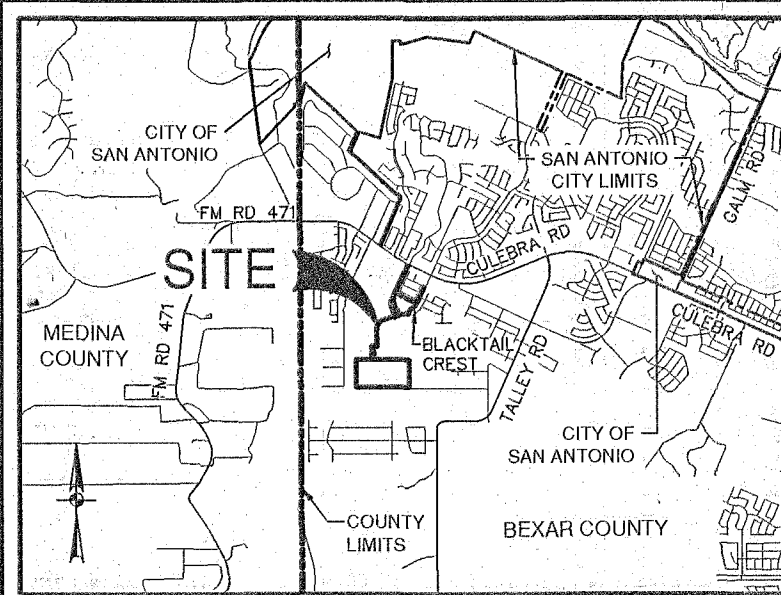 CITY OF
SAN ANTONIO
SAN ANTONIO
CITY LIMITS
GALM RD
FM RD 471
CULEBRA RD
SITE
CULEBRA RD
MEDINA
COUNTY
FM RD 471
BLACKTAIL
CREST
TALLEY RD
CITY OF
SAN ANTONIO
COUNTY
LIMITS
BEXAR COUNTY